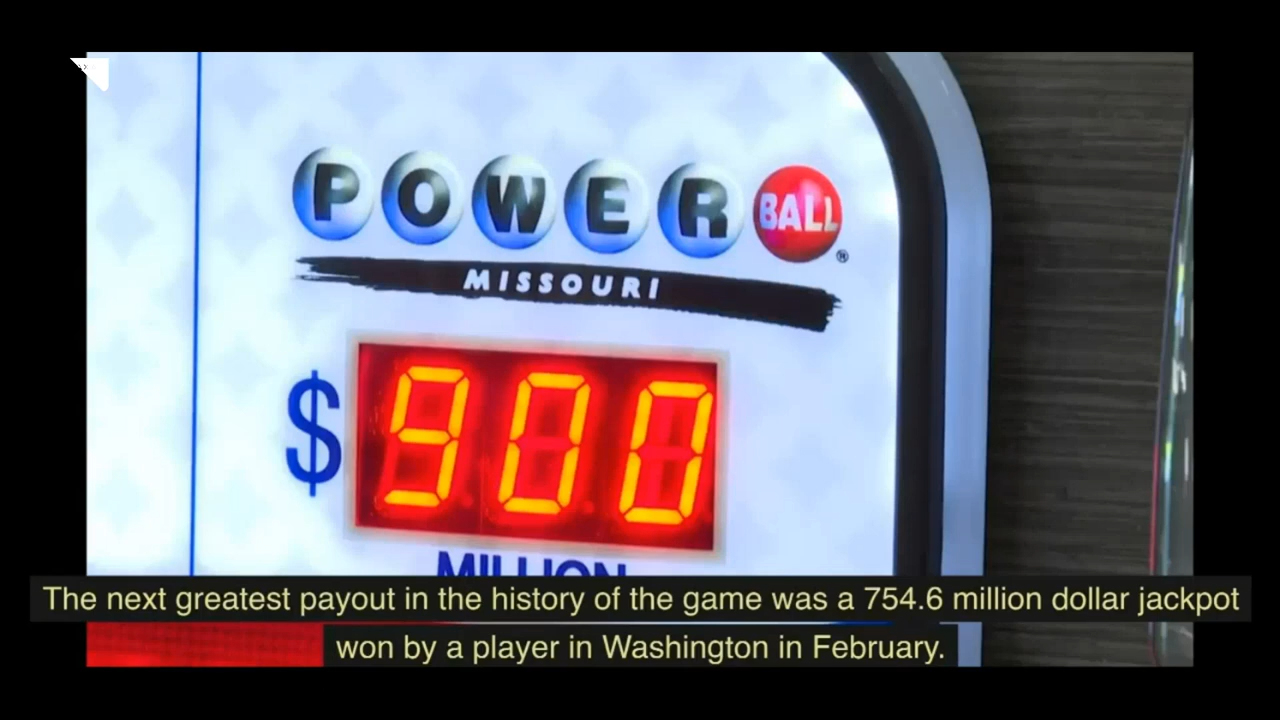 POWER BALL®
MISSOURI
$900
MILLION
The next greatest payout in the history of the game was a 754.6 million dollar jackpot
won by a player in Washington in February.